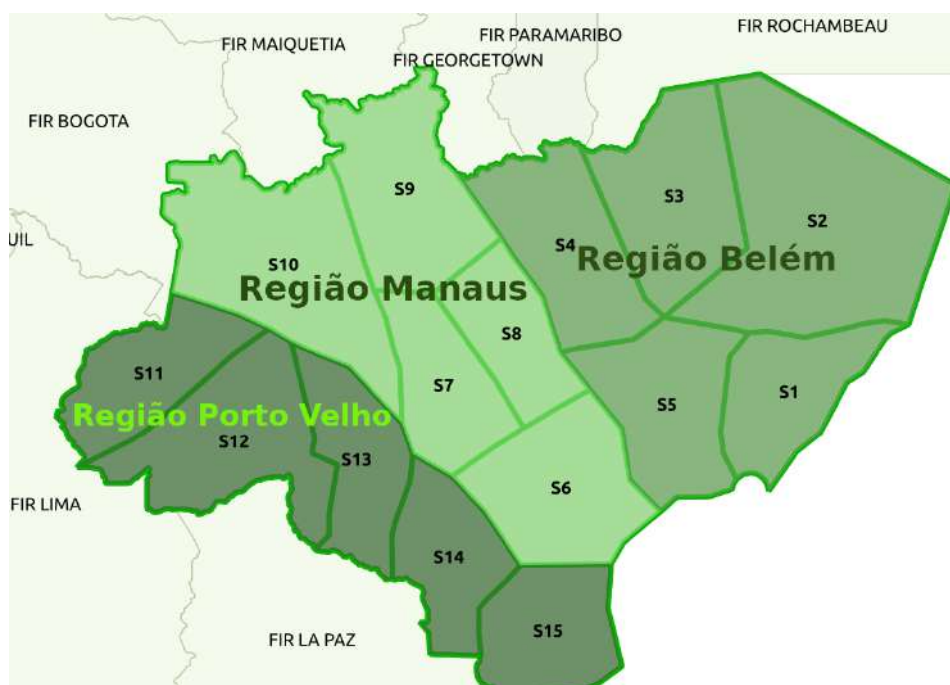 FIR ROCHAMBEAU
FIR PARAMARIBO
FIR MAIQUETIA
FIR GEORGETOWN
FIR BOGOTA
S9
S3
S2
UIL
S4
S10
Região Belém
Região Manaus
S8
S11
S7
S1
S5
Região Porto Velho
S12
S13
S6
FIR LIMA
S14
S15
FIR LA PAZ